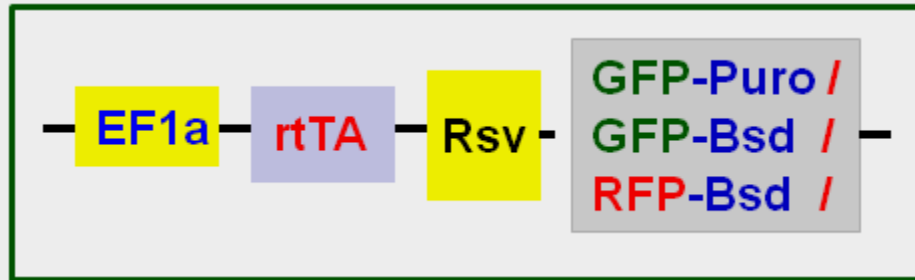 EF1a
rtTA
Rsv
GFP-Puro /
GFP-Bsd /
RFP-Bsd /